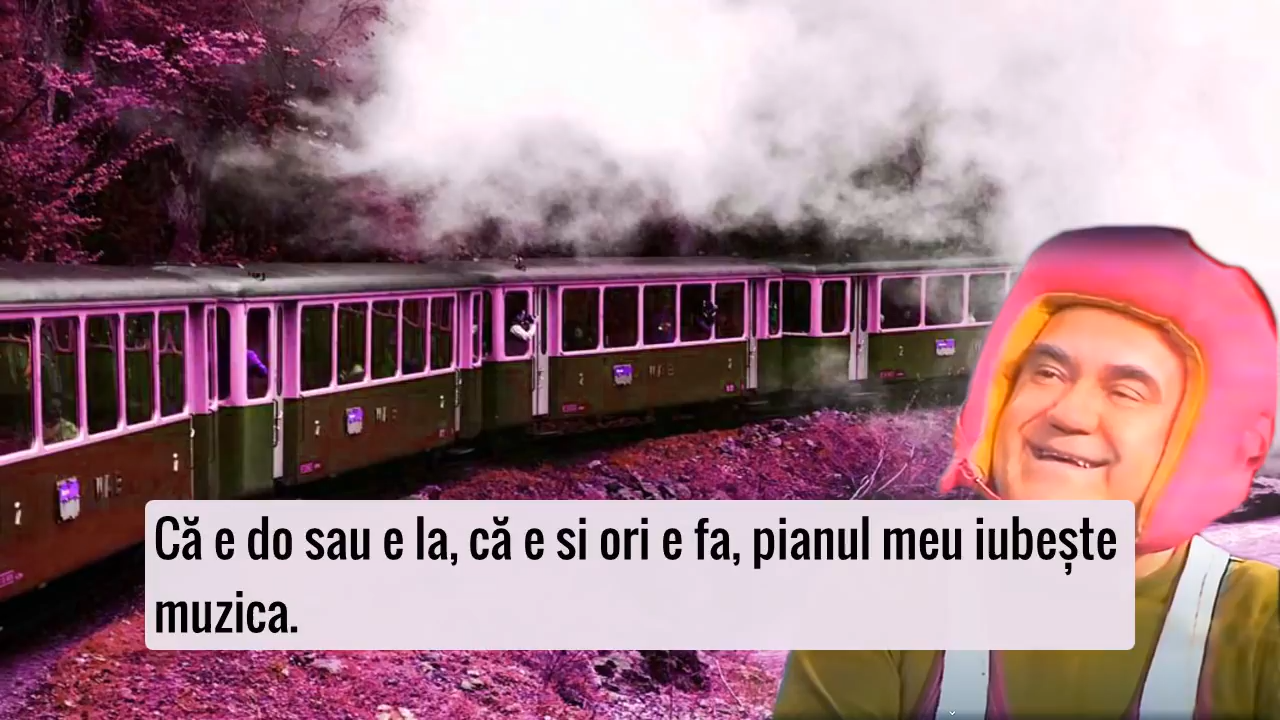 Că e do sau e la, că e si ori e fa, pianul meu iubește
muzica.